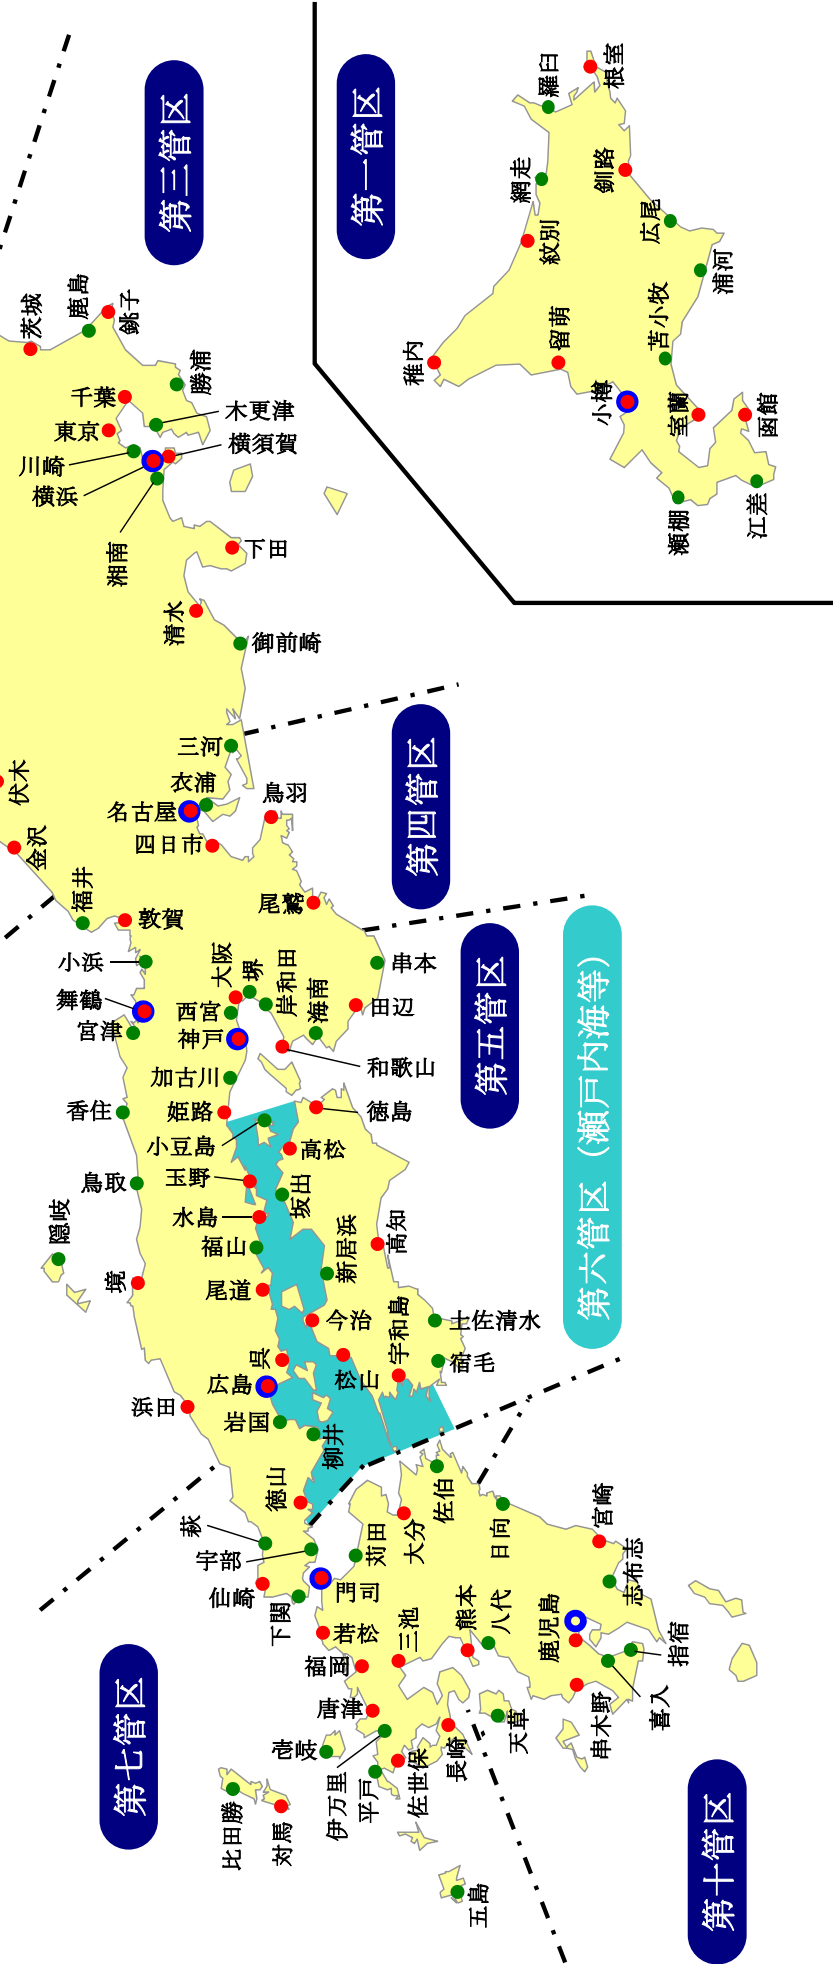 第三管区
第一管区
羅臼
根室
網走
釧路
紋別
広尾
浦河
留萌
苫小牧
稚内
小樽
室蘭
函館
瀬棚
江差
茨城
鹿島
銚子
勝浦
千葉
木更津
東京
横須賀
川崎
横浜
湘南
下田
清水
御前崎
三河
衣浦
伏木
名古屋
鳥羽
四日市
金沢
第四管区
福井
尾鷲
敦賀
小浜
大阪
堺
岸和田
串本
舞鶴
西宮
海南
田辺
宮津
神戸
和歌山
第五管区
第六管区（瀬戸内海等）
加古川
香住
姫路
徳島
小豆島
高松
玉野
鳥取
坂出
水島
隠岐
福山
新居浜
高知
境
尾道
今治
宇和島
土佐清水
呉
松山
宿毛
広島
浜田
岩国
柳井
徳山
佐伯
萩
宇部
苅田
大分
日向
宮崎
仙崎
下関
門司
志布志
若松
三池
熊本
八代
鹿児島
指宿
福岡
唐津
喜入
串木野
壱岐
伊万里
平戸
佐世保
長崎
天草
第七管区
比田勝
対馬
五島
第十管区